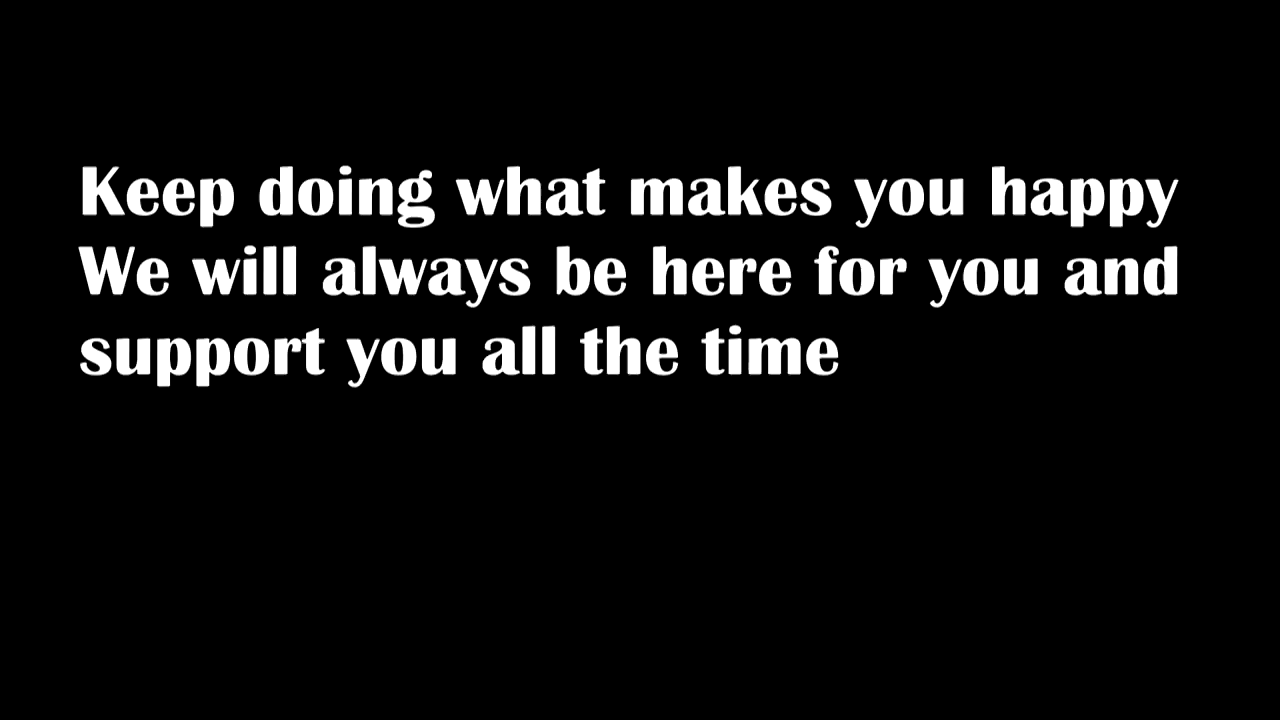 Keep doing what makes you happy
We will always be here for you and
support you all the time